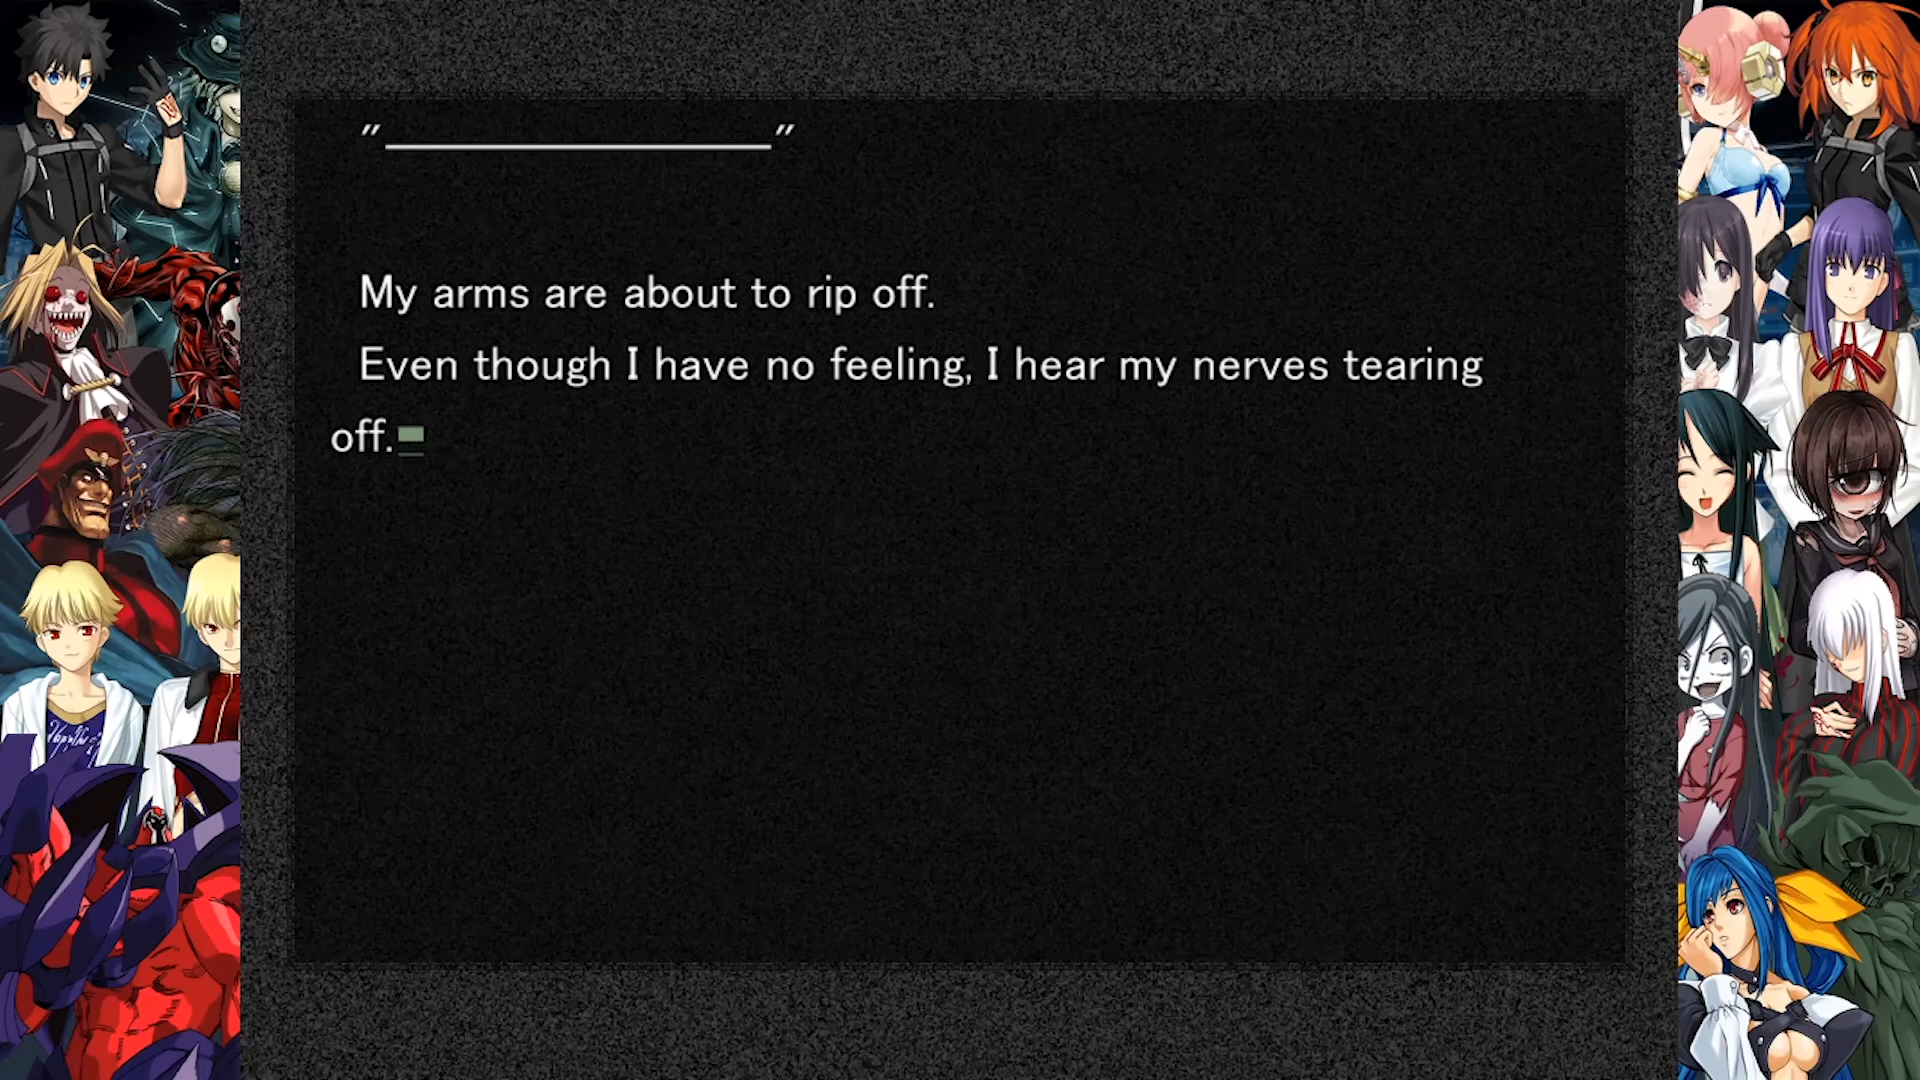 "――――――――"
My arms are about to rip off.
Even though I have no feeling, I hear my nerves tearing
off.